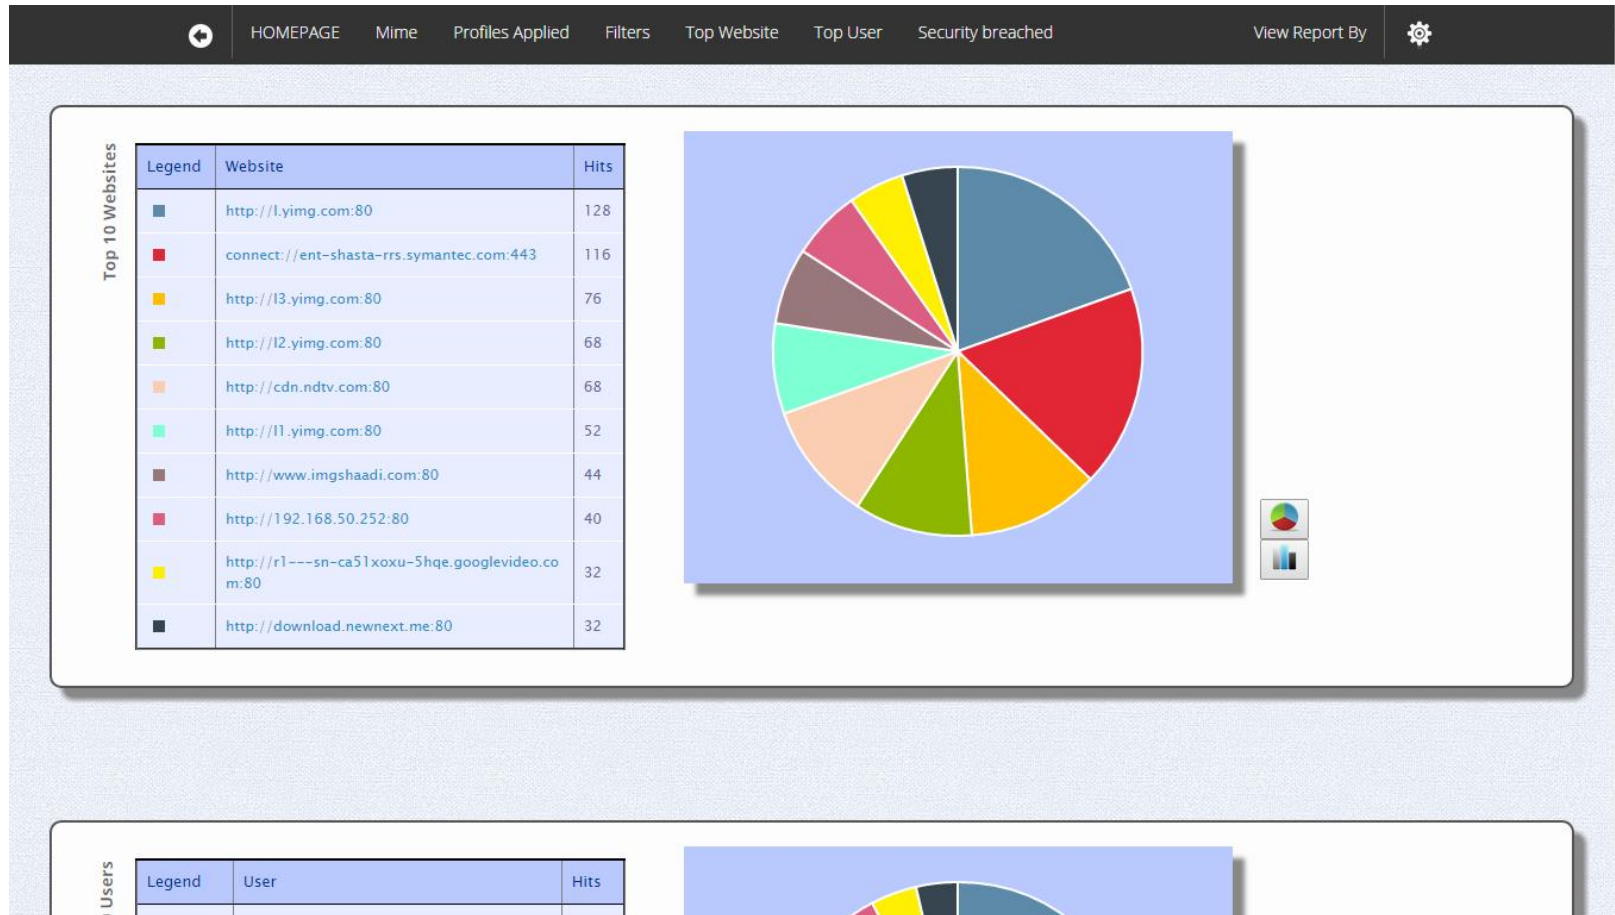 HOMEPAGE Mime Profiles Applied Filters Top Website Top User Security breached View Report By
Top 10 Websites
Legend Website Hits
http://l.yimg.com:80 128
connect://ent-shasta-rrs.symantec.com:443 116
http://l3.yimg.com:80 76
http://l2.yimg.com:80 68
http://cdn.ndtv.com:80 68
http://l1.yimg.com:80 52
http://www.imgshaadi.com:80 44
http://192.168.50.252:80 40
http://r1---sn-ca51xoxu-5hqe.googlevideo.co
m:80 32
http://download.newnext.me:80 32
Users
Legend User Hits